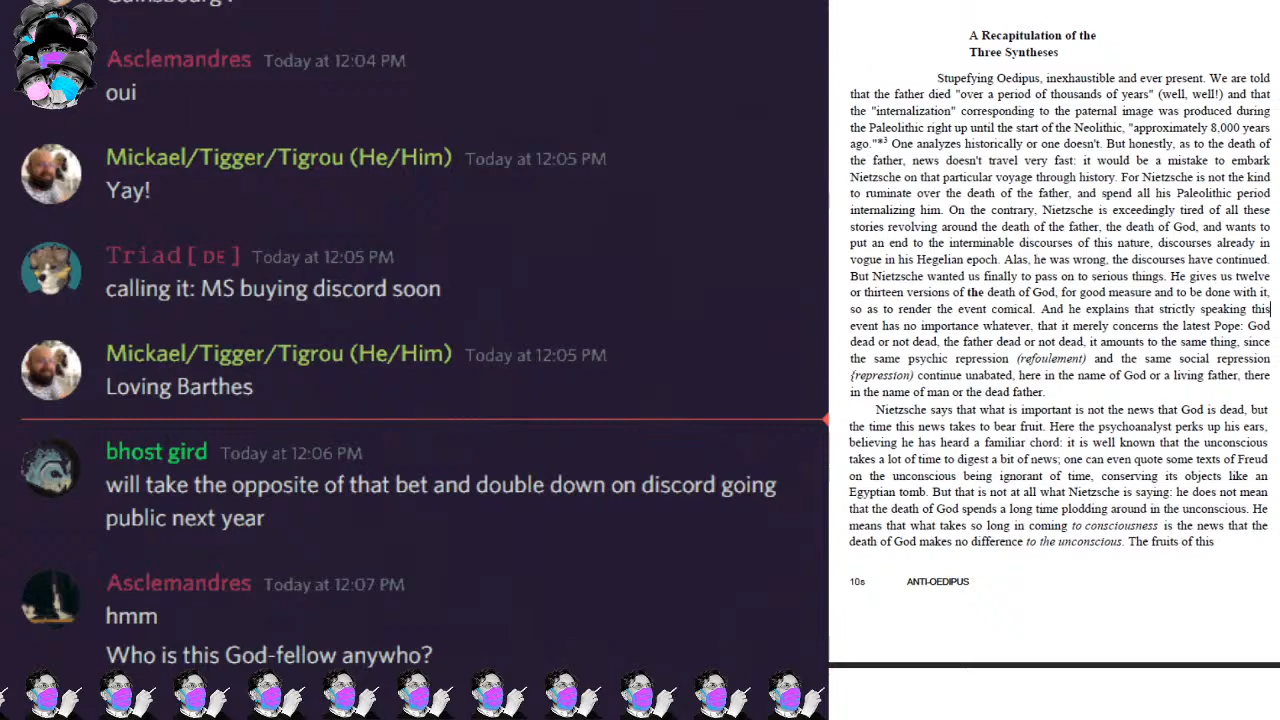 Asclemandres Today at 12:04 PM
oui
Mickael/Tigger/Tigrou (He/Him) Today at 12:05 PM
Yay!
Triad[DE] Today at 12:05 PM
calling it: MS buying discord soon
Mickael/Tigger/Tigrou (He/Him) Today at 12:05 PM
Loving Barthes
bhost gird Today at 12:06 PM
will take the opposite of that bet and double down on discord going
public next year
Asclemandres Today at 12:07 PM
hmm
Who is this God-fellow anywho?
A Recapitulation of the
Three Syntheses
Stupefying Oedipus, inexhaustible and ever present. We are told
that the father died "over a period of thousands of years" (well, well!) and that
the "internalization" corresponding to the paternal image was produced during
the Paleolithic right up until the start of the Neolithic, "approximately 8,000 years
ago."*³ One analyzes historically or one doesn't. But honestly, as to the death of
the father, news doesn't travel very fast: it would be a mistake to embark
Nietzsche on that particular voyage through history. For Nietzsche is not the kind
to ruminate over the death of the father, and spend all his Paleolithic period
internalizing him. On the contrary, Nietzsche is exceedingly tired of all these
stories revolving around the death of the father, the death of God, and wants to
put an end to the interminable discourses of this nature, discourses already in
vogue in his Hegelian epoch. Alas, he was wrong, the discourses have continued.
But Nietzsche wanted us finally to pass on to serious things. He gives us twelve
or thirteen versions of the death of God, for good measure and to be done with it,
so as to render the event comical. And he explains that strictly speaking this
event has no importance whatever, that it merely concerns the latest Pope: God
dead or not dead, the father dead or not dead, it amounts to the same thing, since
the same psychic repression (refoulement) and the same social repression
{repression) continue unabated, here in the name of God or a living father, there
in the name of man or the dead father.
Nietzsche says that what is important is not the news that God is dead, but
the time this news takes to bear fruit. Here the psychoanalyst perks up his ears,
believing he has heard a familiar chord: it is well known that the unconscious
takes a lot of time to digest a bit of news; one can even quote some texts of Freud
on the unconscious being ignorant of time, conserving its objects like an
Egyptian tomb. But that is not at all what Nietzsche is saying: he does not mean
that the death of God spends a long time plodding around in the unconscious. He
means that what takes so long in coming to consciousness is the news that the
death of God makes no difference to the unconscious. The fruits of this
10s ANTI-OEDIPUS